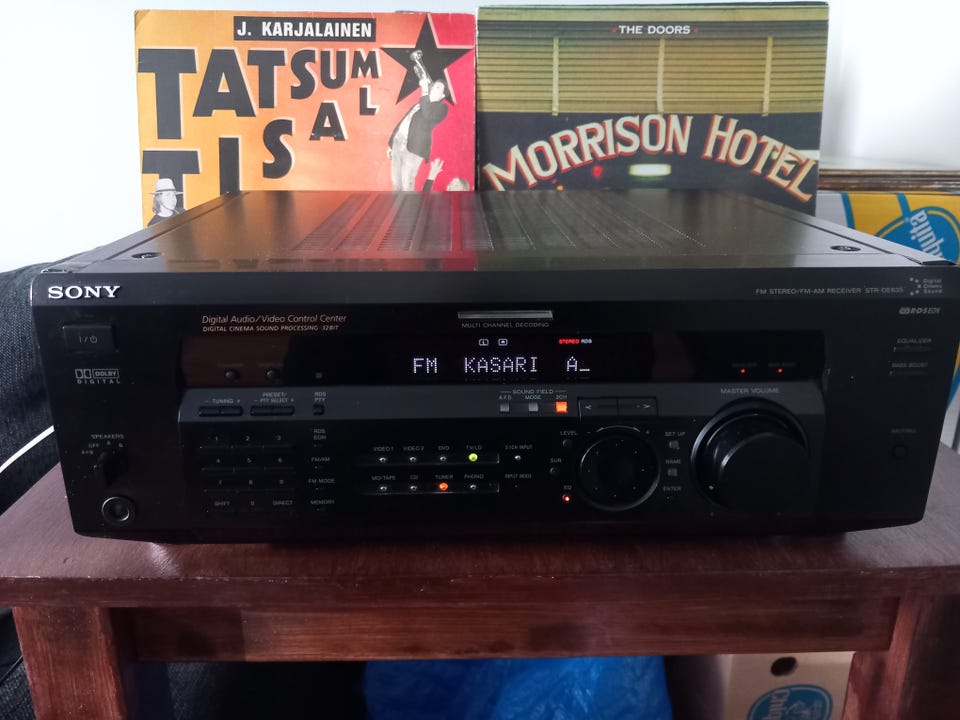 J. KARJALAINEN
TATSUM
TISAL
THE DOORS
MORRISON HOTEL
Chiquita
SONY
FM STEREO/FM-AM RECEIVER STR-DE635
Digital
Cinema
Sound
Digital Audio/Video Control Center
DIGITAL CINEMA SOUND PROCESSING-32BIT
MULTI CHANNEL DECODING
RDS EON
I/
DOLBY
DIGITAL
L R STEREO RDS
FM KASARI A_
EQUALIZER
BASS BOOST
- TUNING +
PRESET/
- PTY SELECT +
RDS
PTY
SOUND FIELD
A.F.D. MODE 2CH
MASTER VOLUME
SPEAKERS
OFF A B
A+B
1 2 3
4 5 6
7 8 9
SHIFT 0 DIRECT
RDS
EON
FM/AM
FM MODE
MEMORY
VIDEO 1 VIDEO 2 DVD TV/LD 5.1CH INPUT
MD/TAPE CD TUNER PHONO INPUT MODE
LEVEL
SUR
EQ
- +
SET UP
NAME
ENTER
MUTING